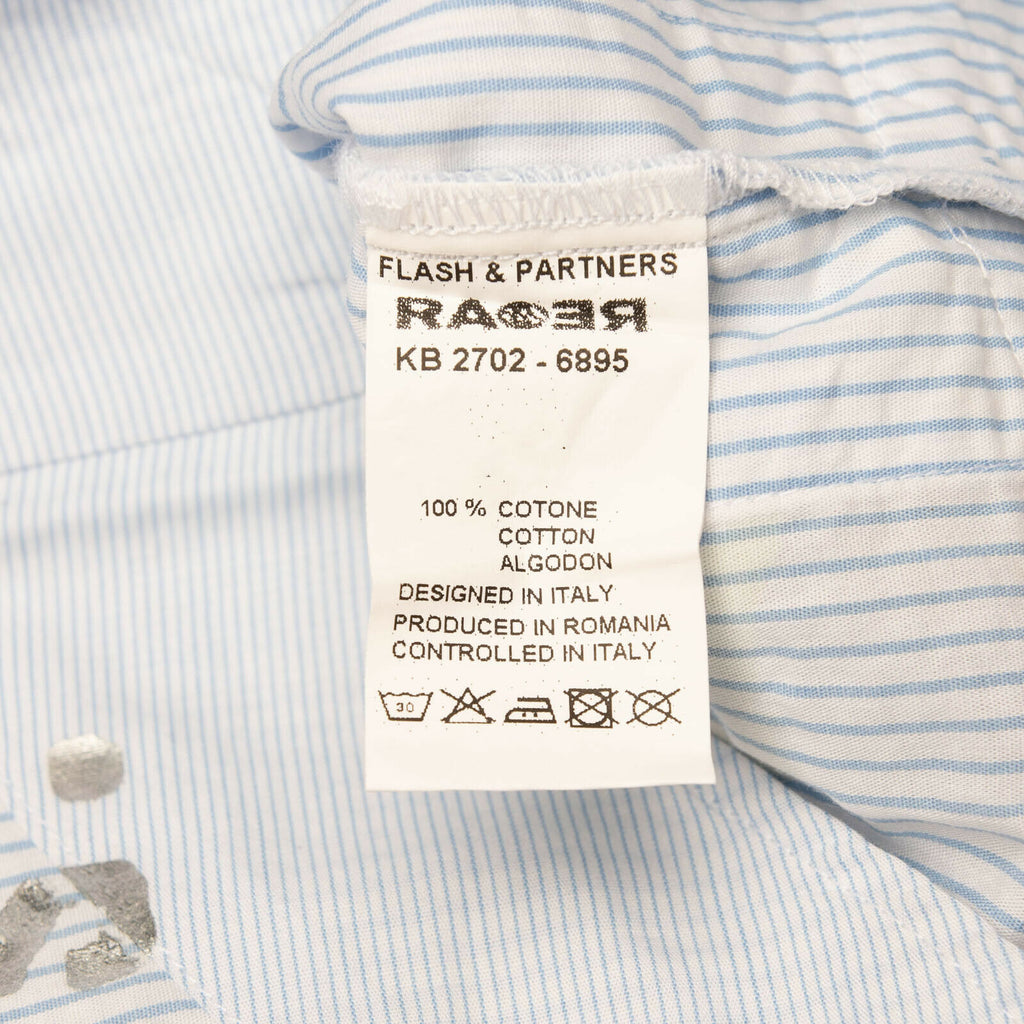 FLASH & PARTNERS
RACER
KB 2702 - 6895
100 % COTONE
COTTON
ALGODON
DESIGNED IN ITALY
PRODUCED IN ROMANIA
CONTROLLED IN ITALY
30